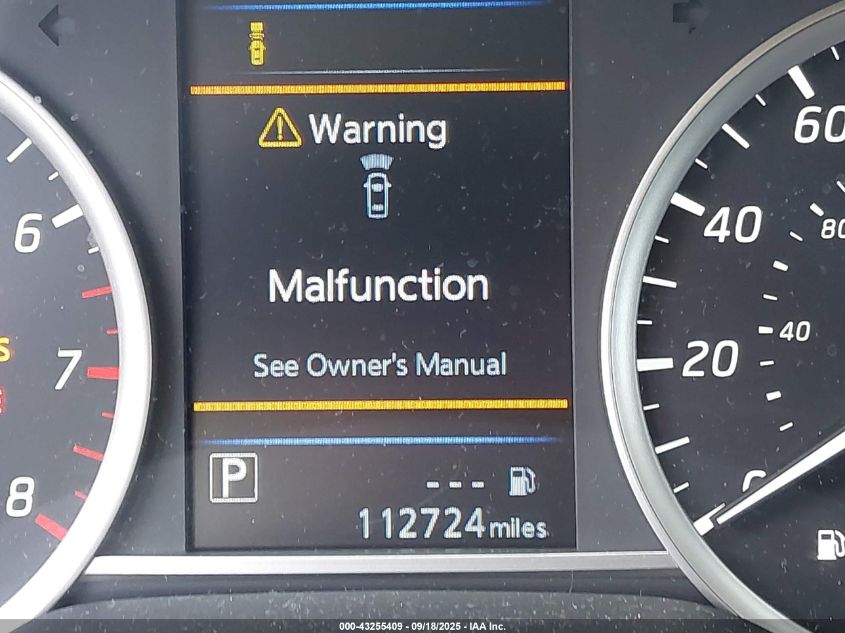 Warning
Malfunction
See Owner's Manual
P
---
112724 miles
6
7
8
60
40
20
0
80
40
000-43255409 - 09/18/2025 - IAA Inc.